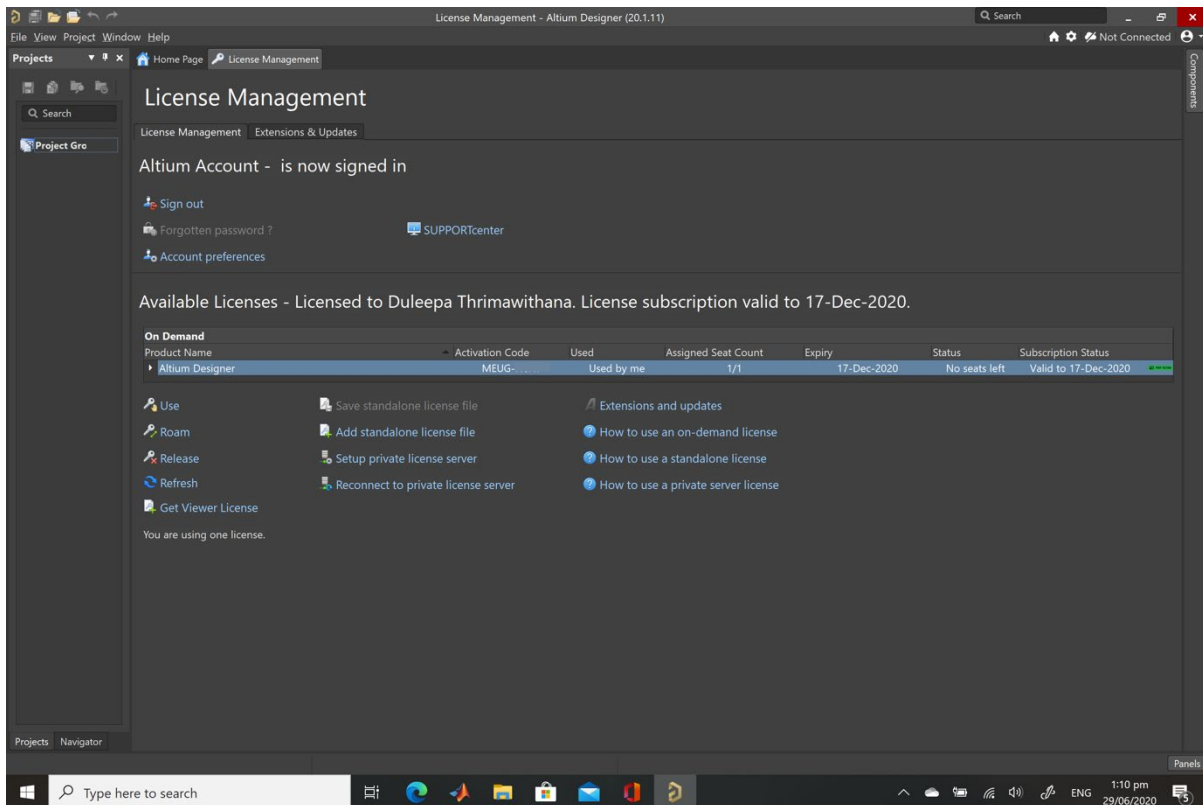 License Management - Altium Designer (20.1.11)
Search
File View Project Window Help
Not Connected
Projects
Home Page
License Management
Components
Search
License Management
License Management
Extensions & Updates
Project Gro
Altium Account - is now signed in
Sign out
Forgotten password ?
SUPPORTcenter
Account preferences
Available Licenses - Licensed to Duleepa Thrimawithana. License subscription valid to 17-Dec-2020.
On Demand
Product Name Activation Code Used Assigned Seat Count Expiry Status Subscription Status
Altium Designer MEUG- Used by me 1/1 17-Dec-2020 No seats left Valid to 17-Dec-2020
Use
Save standalone license file
Extensions and updates
Roam
Add standalone license file
How to use an on-demand license
Release
Setup private license server
How to use a standalone license
Refresh
Reconnect to private license server
How to use a private server license
Get Viewer License
You are using one license.
Projects
Navigator
Panels
Type here to search
ENG
1:10 pm
29/06/2020
5